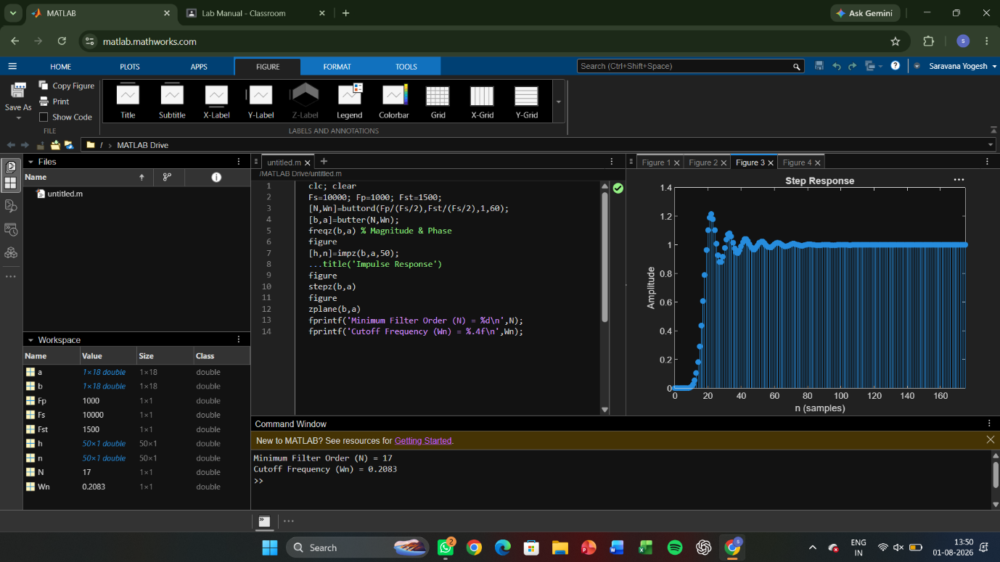 MATLAB
Lab Manual - Classroom
Ask Gemini
matlab.mathworks.com
S
HOME
PLOTS
APPS
FIGURE
FORMAT
TOOLS
Search (Ctrl+Shift+Space)
Saravana Yogesh
Save As
Copy Figure
Print
Show Code
FILE
Title
Subtitle
X-Label
Y-Label
Z-Label
Legend
Colorbar
Grid
X-Grid
Y-Grid
LABELS AND ANNOTATIONS
/ > MATLAB Drive
Files
Name
untitled.m
Workspace
Name Value Size Class
a 1×18 double 1×18 double
b 1×18 double 1×18 double
Fp 1000 1×1 double
Fs 10000 1×1 double
Fst 1500 1×1 double
h 50×1 double 50×1 double
n 50×1 double 50×1 double
N 17 1×1 double
Wn 0.2083 1×1 double
untitled.m
/MATLAB Drive/untitled.m
1 clc; clear
2 Fs=10000; Fp=1000; Fst=1500;
3 [N,Wn]=buttord(Fp/(Fs/2),Fst/(Fs/2),1,60);
4 [b,a]=butter(N,Wn);
5 freqz(b,a) % Magnitude & Phase
6 figure
7 [h,n]=impz(b,a,50);
8 ...title('Impulse Response')
9 figure
10 stepz(b,a)
11 figure
12 zplane(b,a)
13 fprintf('Minimum Filter Order (N) = %d\n',N);
14 fprintf('Cutoff Frequency (Wn) = %.4f\n',Wn);
Figure 1
Figure 2
Figure 3
Figure 4
Step Response
1.4
1.2
1
0.8
0.6
0.4
0.2
0
Amplitude
0 20 40 60 80 100 120 140 160
n (samples)
Command Window
New to MATLAB? See resources for Getting Started.
Minimum Filter Order (N) = 17
Cutoff Frequency (Wn) = 0.2083
>>
Search
2
ENG
IN
13:50
01-08-2026